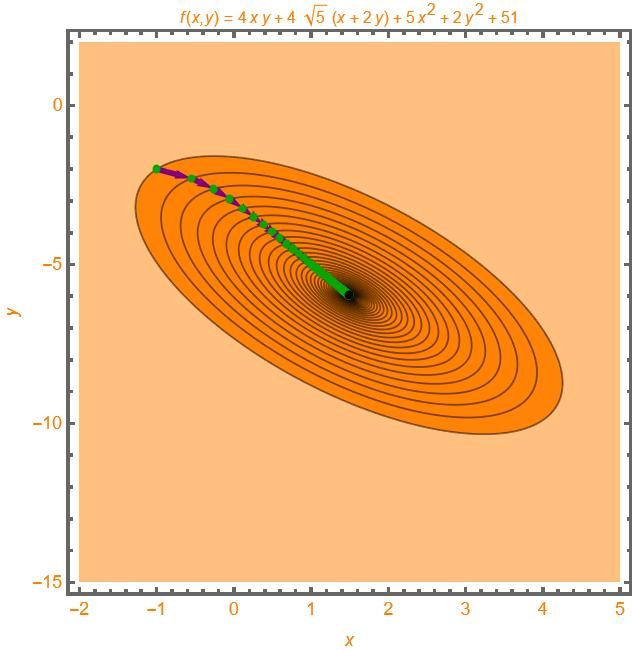 f(x,y) = 4 x y + 4 √5 (x + 2 y) + 5 x² + 2 y² + 51
0
−5
y
−10
−15
−2 −1 0 1 2 3 4 5
x